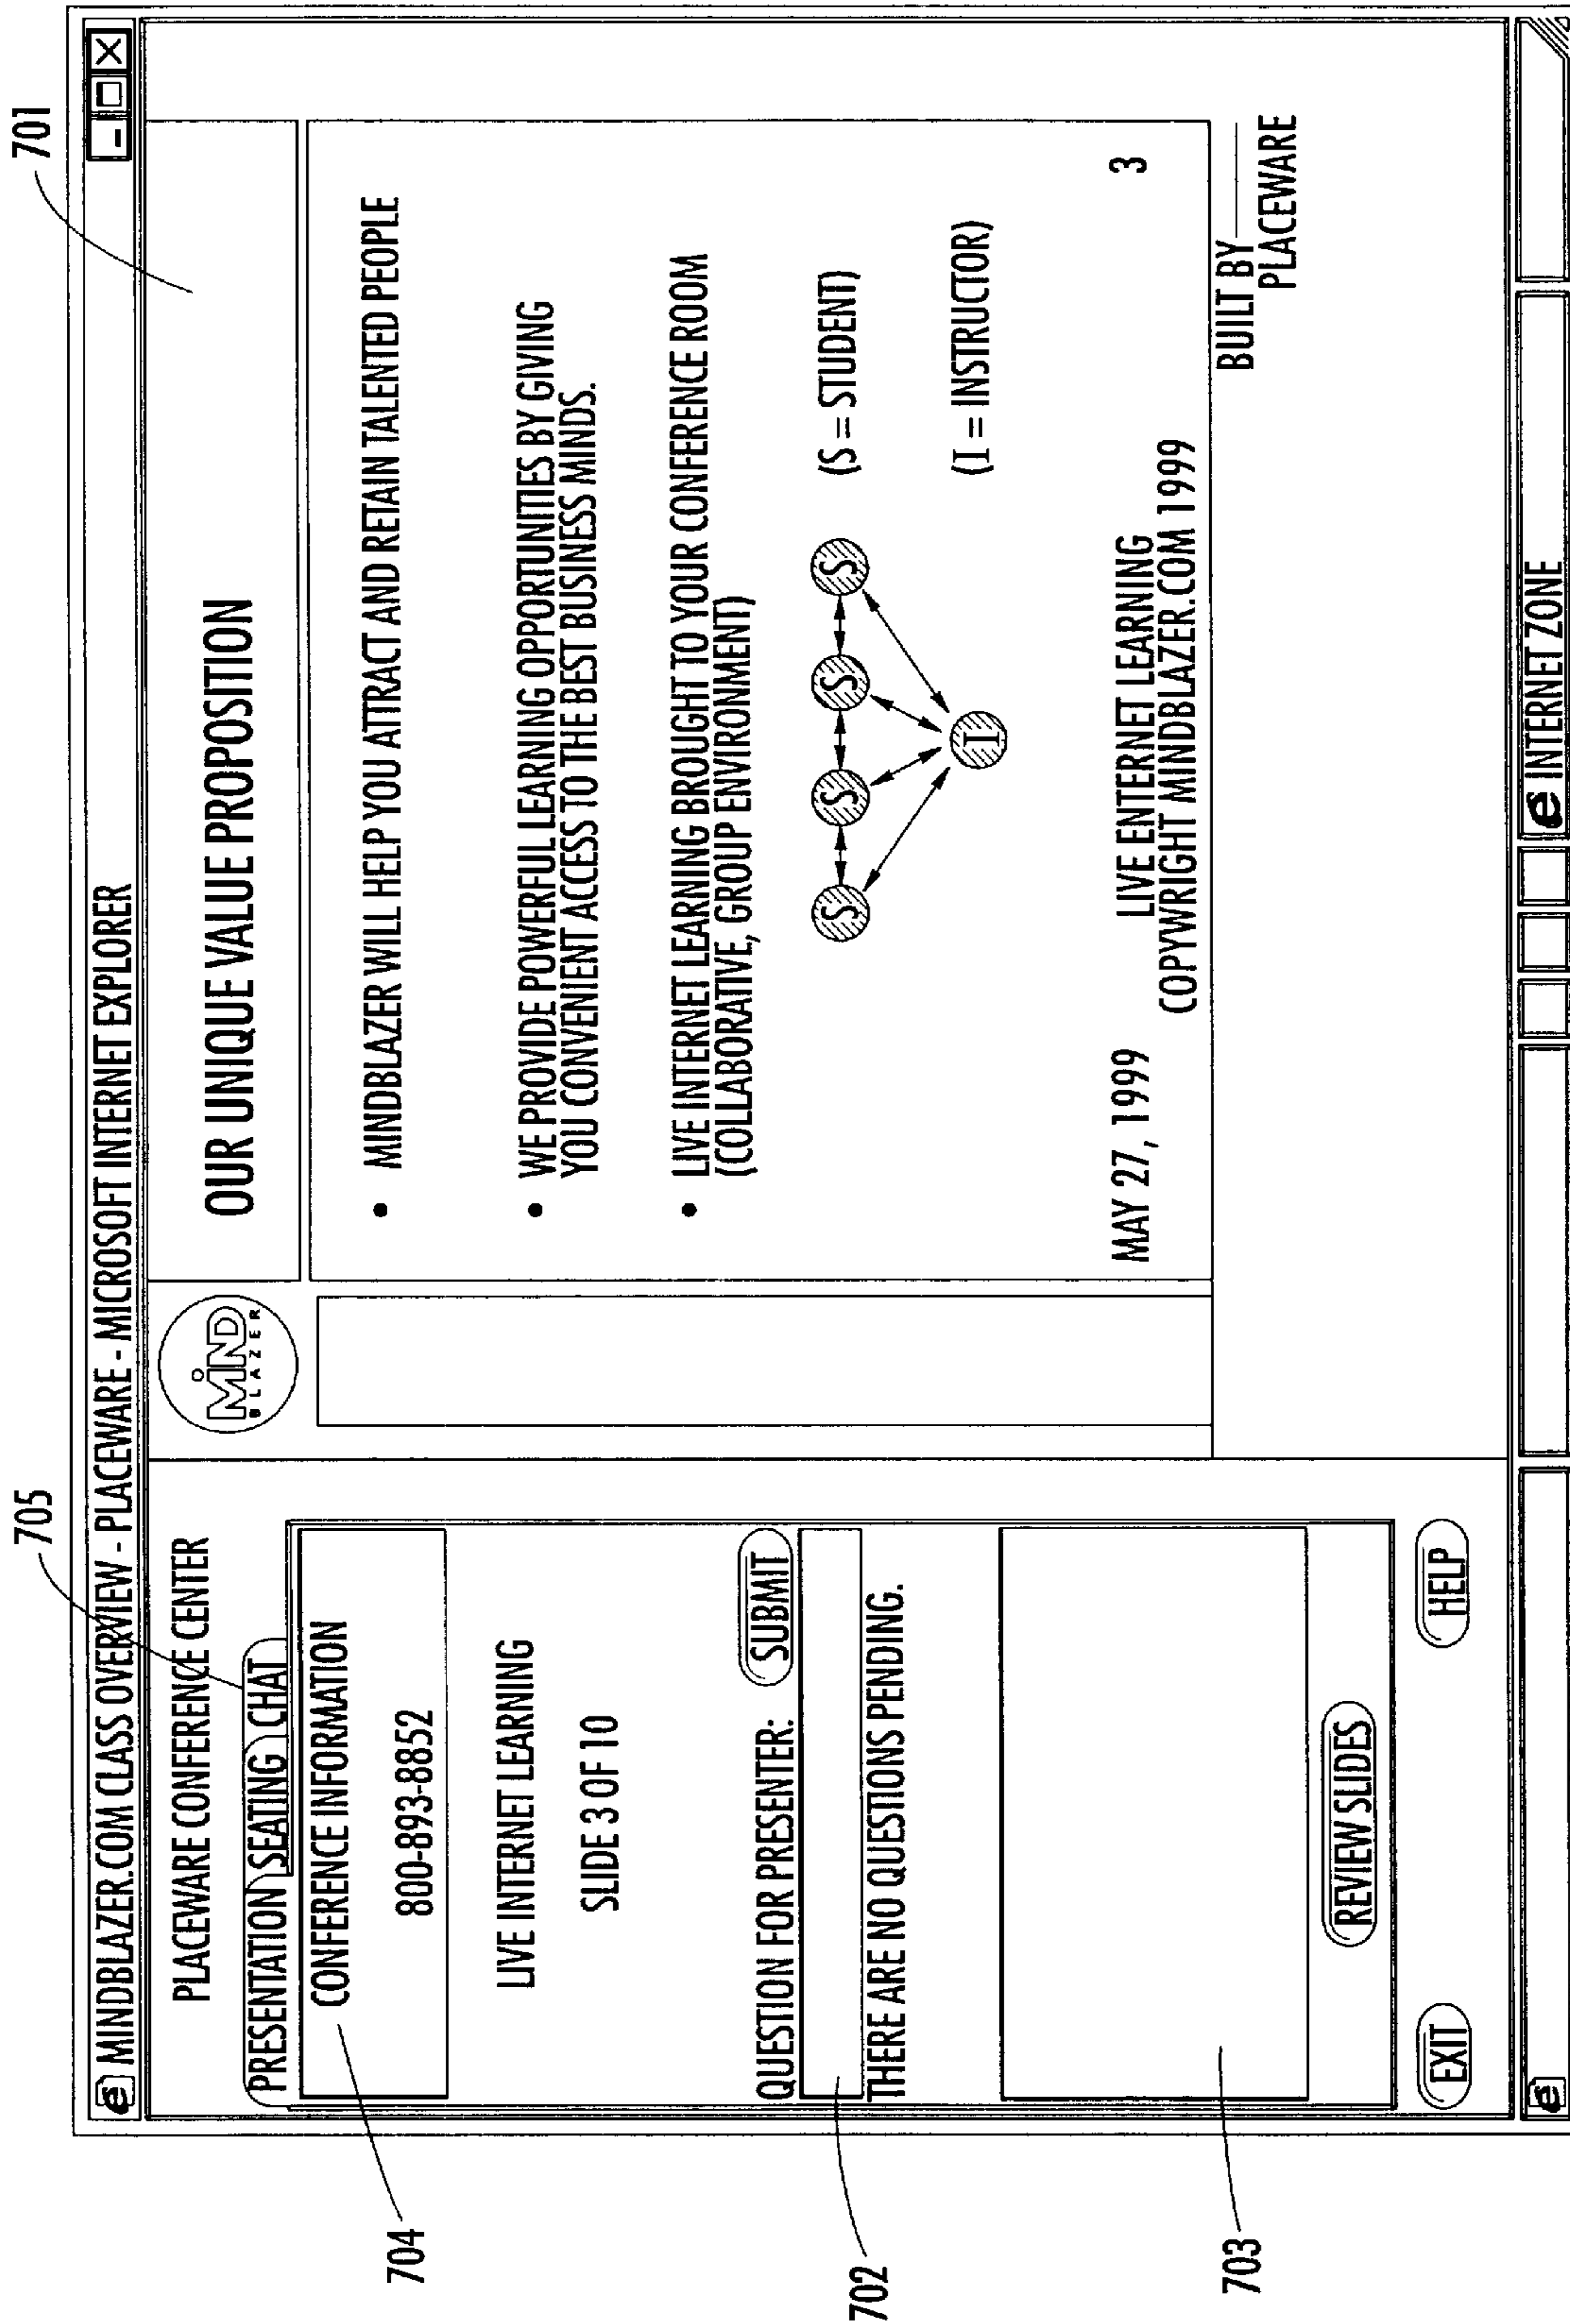 701
705
MINDBLAZER.COM CLASS OVERVIEW - PLACEWARE - MICROSOFT INTERNET EXPLORER
PLACEWARE CONFERENCE CENTER
PRESENTATION SEATING CHAT
CONFERENCE INFORMATION
800-893-8852
LIVE INTERNET LEARNING
SLIDE 3 OF 10
QUESTION FOR PRESENTER:
SUBMIT
THERE ARE NO QUESTIONS PENDING.
REVIEW SLIDES
EXIT
HELP
704
702
703
MIND
BLAZER
OUR UNIQUE VALUE PROPOSITION
• MINDBLAZER WILL HELP YOU ATTRACT AND RETAIN TALENTED PEOPLE
• WE PROVIDE POWERFUL LEARNING OPPORTUNITIES BY GIVING
YOU CONVENIENT ACCESS TO THE BEST BUSINESS MINDS.
• LIVE INTERNET LEARNING BROUGHT TO YOUR CONFERENCE ROOM
(COLLABORATIVE, GROUP ENVIRONMENT)
S S S S (S = STUDENT)
I (I = INSTRUCTOR)
MAY 27, 1999
LIVE ENTERNET LEARNING
COPYWRIGHT MINDBLAZER.COM 1999
3
BUILT BY
PLACEWARE
e INTERNET ZONE